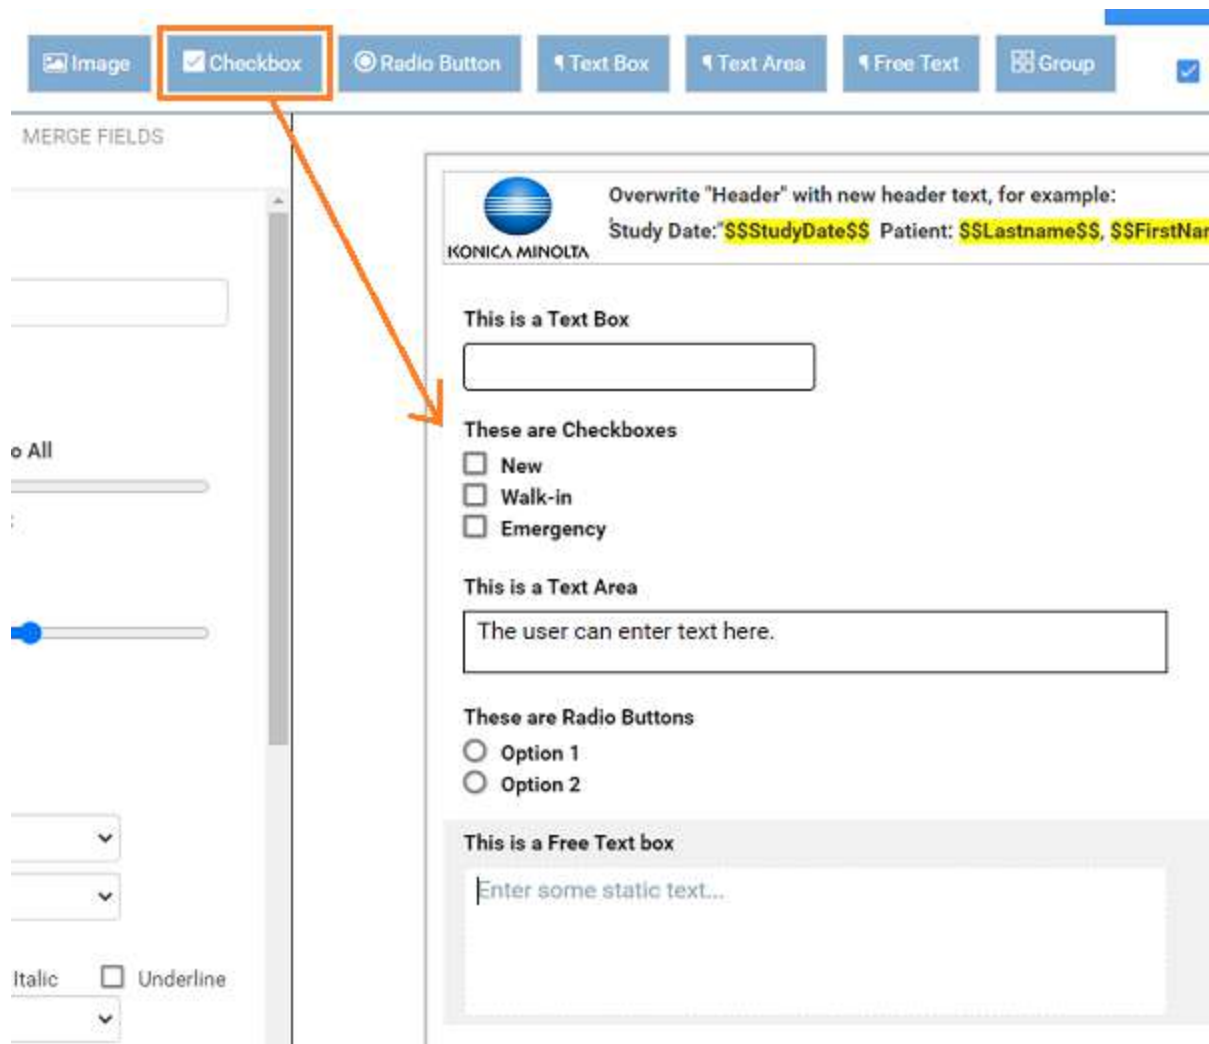 Image Checkbox Radio Button ¶ Text Box ¶ Text Area ¶ Free Text Group
MERGE FIELDS
KONICA MINOLTA
Overwrite "Header" with new header text, for example:
Study Date:"$$StudyDate$$ Patient: $$Lastname$$, $$FirstNar
This is a Text Box
These are Checkboxes
o All
New
Walk-in
Emergency
This is a Text Area
The user can enter text here.
These are Radio Buttons
Option 1
Option 2
This is a Free Text box
Enter some static text...
Italic Underline